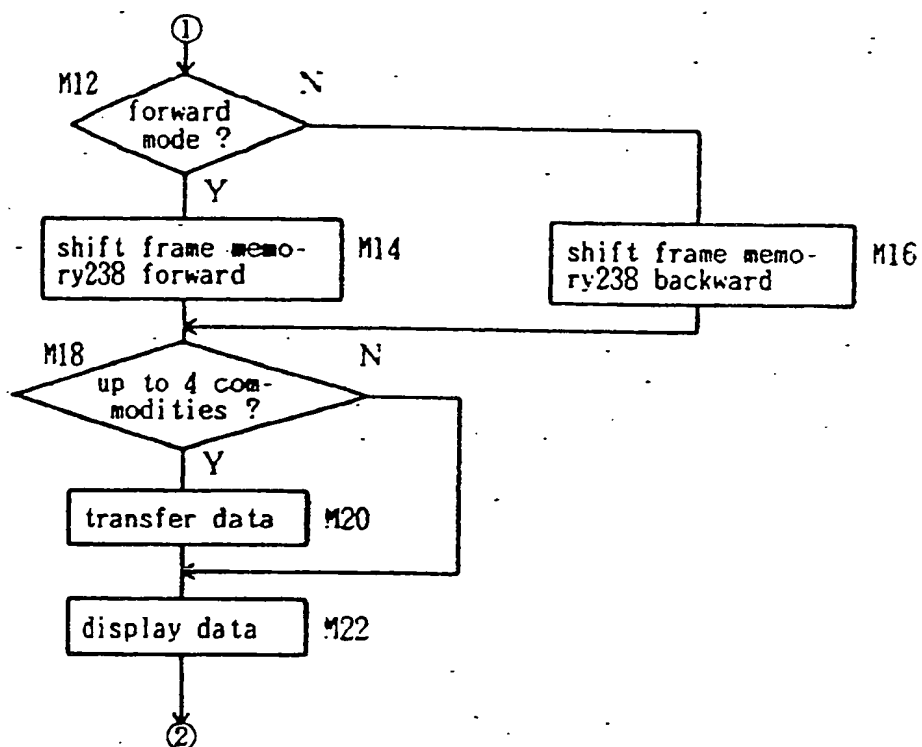 ①
M12
N
forward
mode ?
Y
shift frame memo-
ry238 forward
M14
shift frame memo-
ry238 backward
M16
M18
N
up to 4 com-
modities ?
Y
transfer data
M20
display data
M22
②